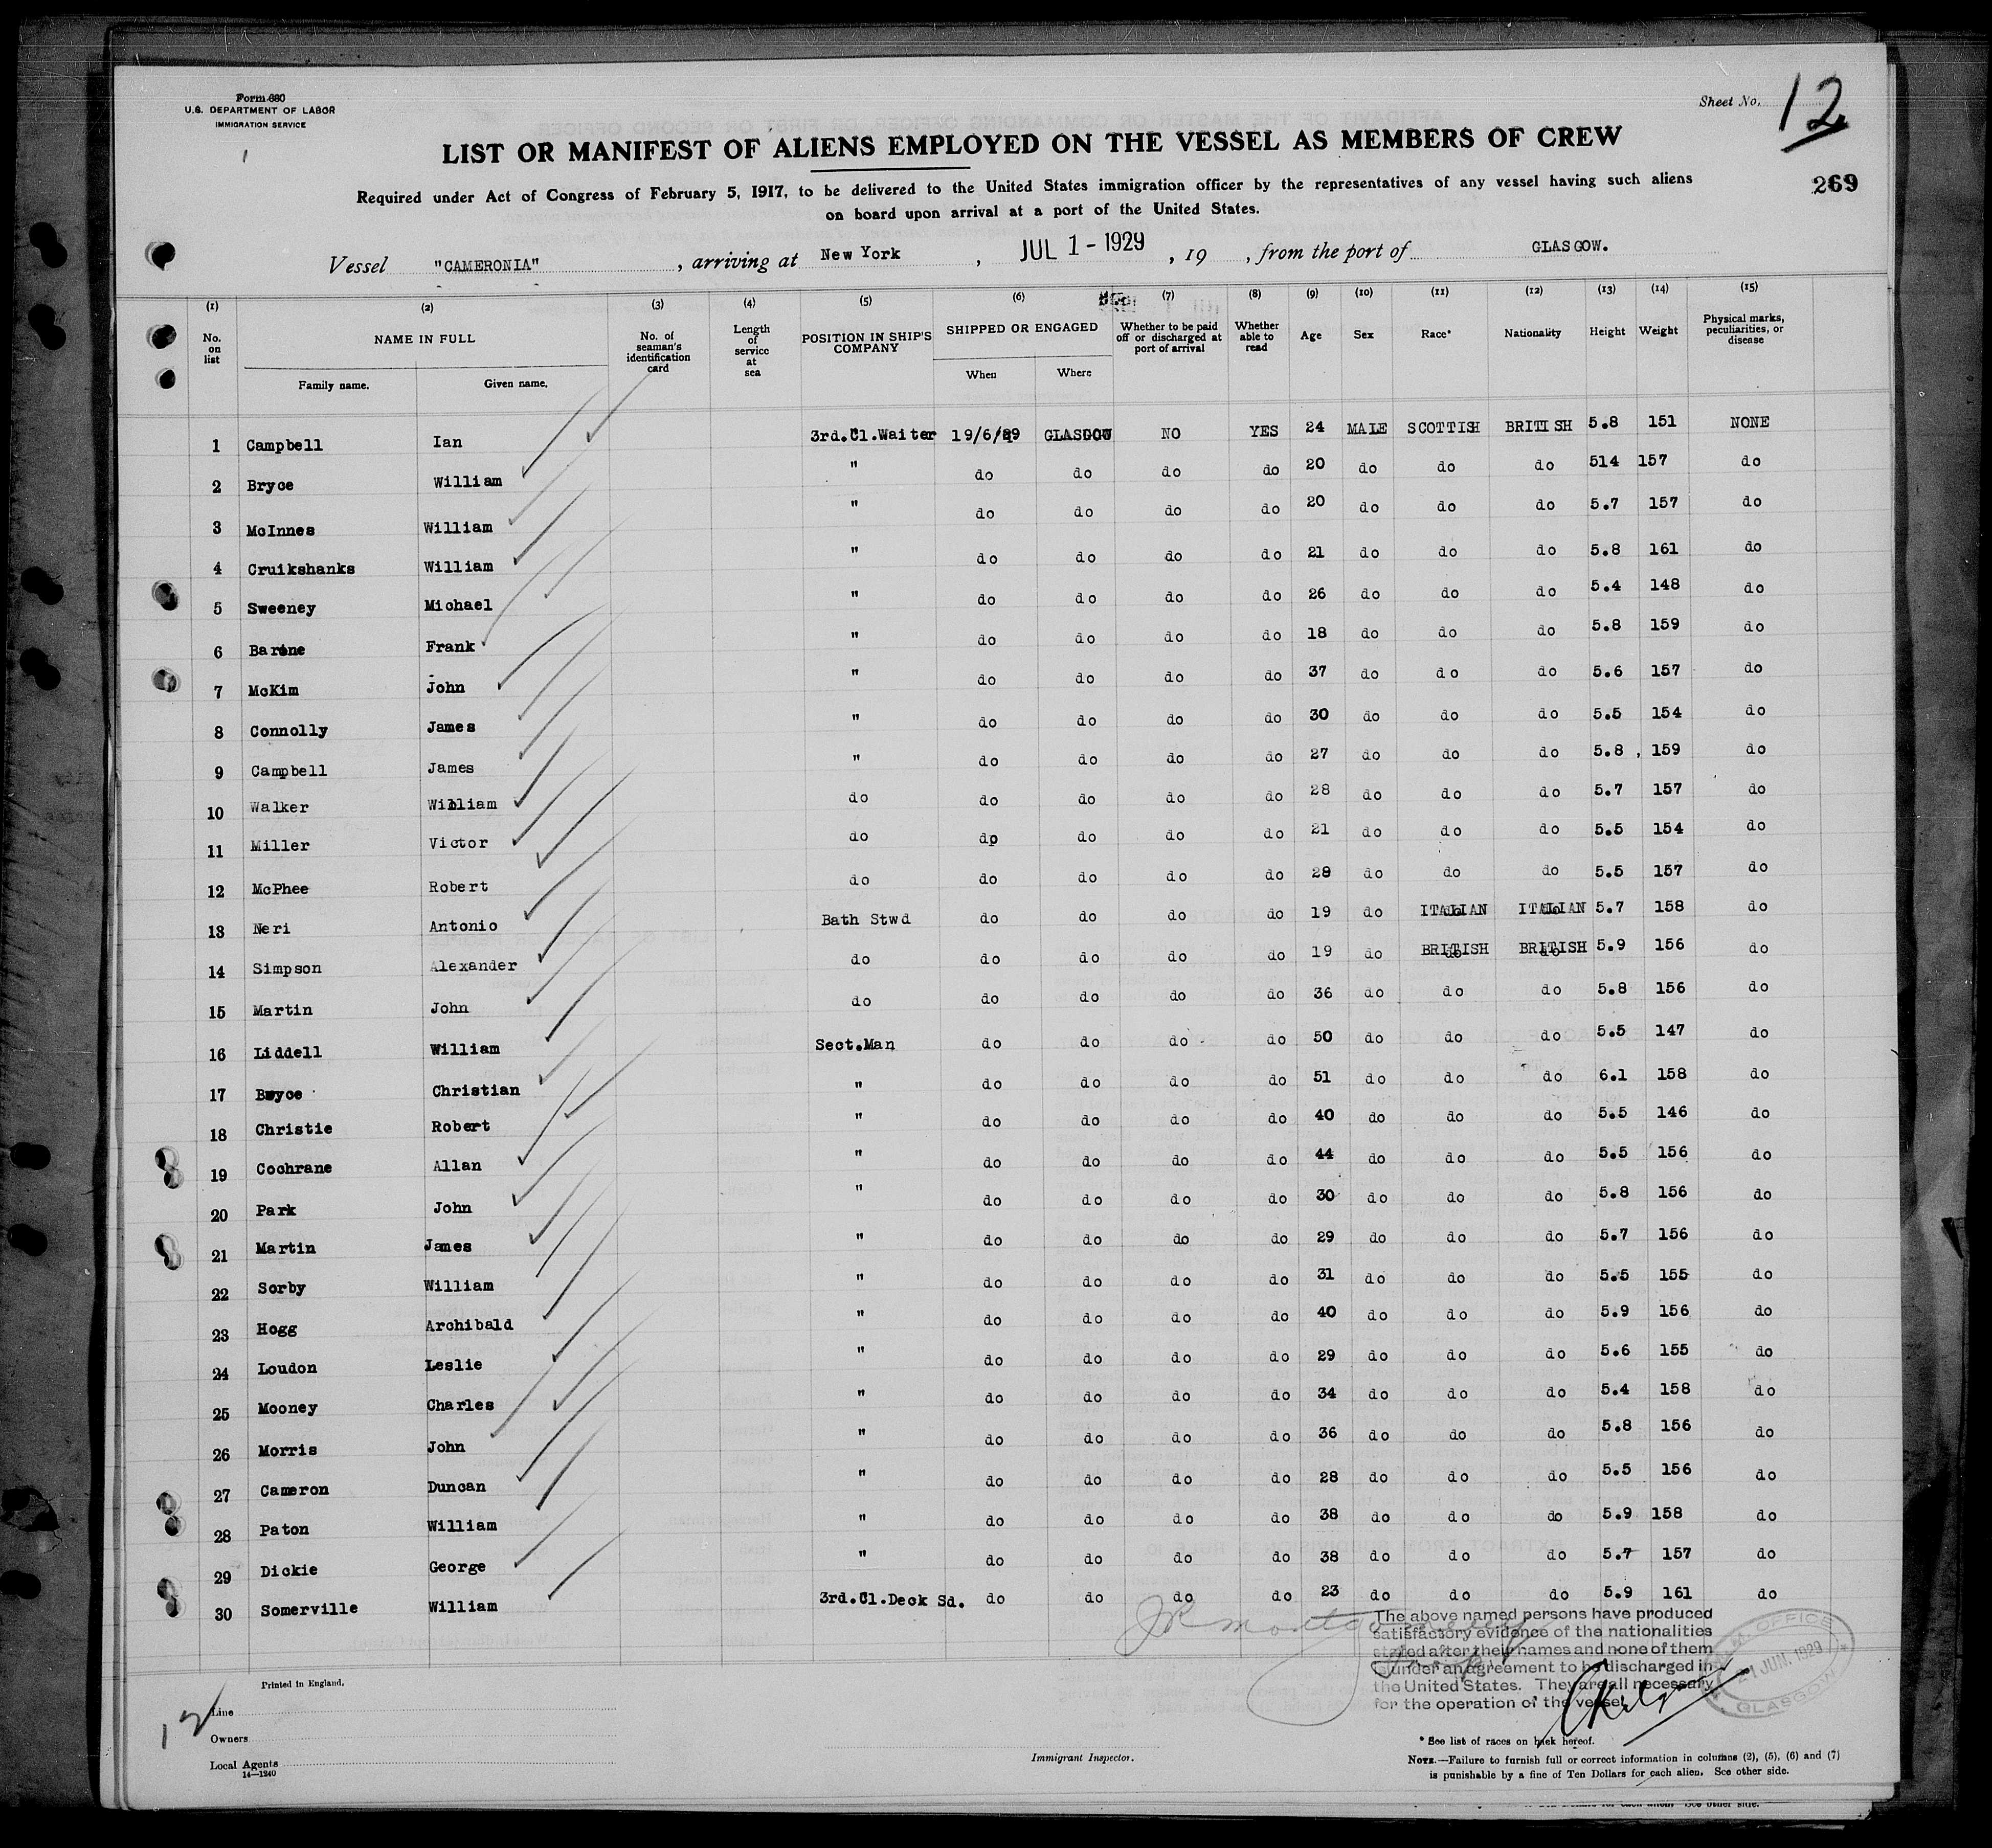 Form 680
U.S. DEPARTMENT OF LABOR
IMMIGRATION SERVICE
Sheet No. 12
LIST OR MANIFEST OF ALIENS EMPLOYED ON THE VESSEL AS MEMBERS OF CREW
269
Required under Act of Congress of February 5, 1917, to be delivered to the United States immigration officer by the representatives of any vessel having such aliens
on board upon arrival at a port of the United States.
Vessel "CAMERONIA" , arriving at New York , JUL 1 - 1929 , 19 , from the port of GLASGOW.
(1) (2) (3) (4) (5) (6) (7) (8) (9) (10) (11) (12) (13) (14) (15)
No. on list NAME IN FULL Family name. Given name. No. of seaman's identification card Length of service at sea POSITION IN SHIP'S COMPANY SHIPPED OR ENGAGED When Where Whether to be paid off or discharged at port of arrival Whether able to read Age Sex Race* Nationality Height Weight Physical marks, peculiarities, or disease
1 Campbell Ian 3rd.Cl.Waiter 19/6/29 GLASGOW NO YES 24 MALE SCOTTISH BRITISH 5.8 151 NONE
2 Bryce William " do do do do 20 do do do 514 157 do
3 McInnes William " do do do do 20 do do do 5.7 157 do
4 Cruikshanks William " do do do do 21 do do do 5.8 161 do
5 Sweeney Michael " do do do do 26 do do do 5.4 148 do
6 Barone Frank " do do do do 18 do do do 5.8 159 do
7 McKim John " do do do do 37 do do do 5.6 157 do
8 Connolly James " do do do do 30 do do do 5.5 154 do
9 Campbell James " do do do do 27 do do do 5.8 159 do
10 Walker William do do do do do 28 do do do 5.7 157 do
11 Miller Victor do do do do do 21 do do do 5.5 154 do
12 McPhee Robert do do do do do 28 do do do 5.5 157 do
13 Neri Antonio Bath Stwd do do do do 19 do ITALIAN ITALIAN 5.7 158 do
14 Simpson Alexander do do do do do 19 do BRITISH BRITISH 5.9 156 do
15 Martin John do do do do do 36 do do do 5.8 156 do
16 Liddell William Sect.Man do do do do 50 do do do 5.5 147 do
17 Bryce Christian " do do do do 51 do do do 6.1 158 do
18 Christie Robert " do do do do 40 do do do 5.5 146 do
19 Cochrane Allan " do do do do 44 do do do 5.5 156 do
20 Park John " do do do do 30 do do do 5.8 156 do
21 Martin James " do do do do 29 do do do 5.7 156 do
22 Sorby William " do do do do 31 do do do 5.5 155 do
23 Hogg Archibald " do do do do 40 do do do 5.9 156 do
24 Loudon Leslie " do do do do 29 do do do 5.6 155 do
25 Mooney Charles " do do do do 34 do do do 5.4 158 do
26 Morris John " do do do do 36 do do do 5.8 156 do
27 Cameron Duncan " do do do do 28 do do do 5.5 156 do
28 Paton William " do do do do 38 do do do 5.9 158 do
29 Dickie George " do do do do 38 do do do 5.7 157 do
30 Somerville William 3rd.Cl.Deck Sd. do do do do 23 do do do 5.9 161 do
JR Montgomery
The above named persons have produced
satisfactory evidence of the nationalities
stated after their names and none of them
is under an agreement to be discharged in
the United States. They are all necessary
for the operation of the vessel.
JUN. 1929
GLASGOW
Printed in England.
Line
Owners
Local Agents
14—1240
12
Immigrant Inspector.
* See list of races on back hereof.
NOTE.—Failure to furnish full or correct information in columns (2), (5), (6) and (7)
is punishable by a fine of Ten Dollars for each alien. See other side.